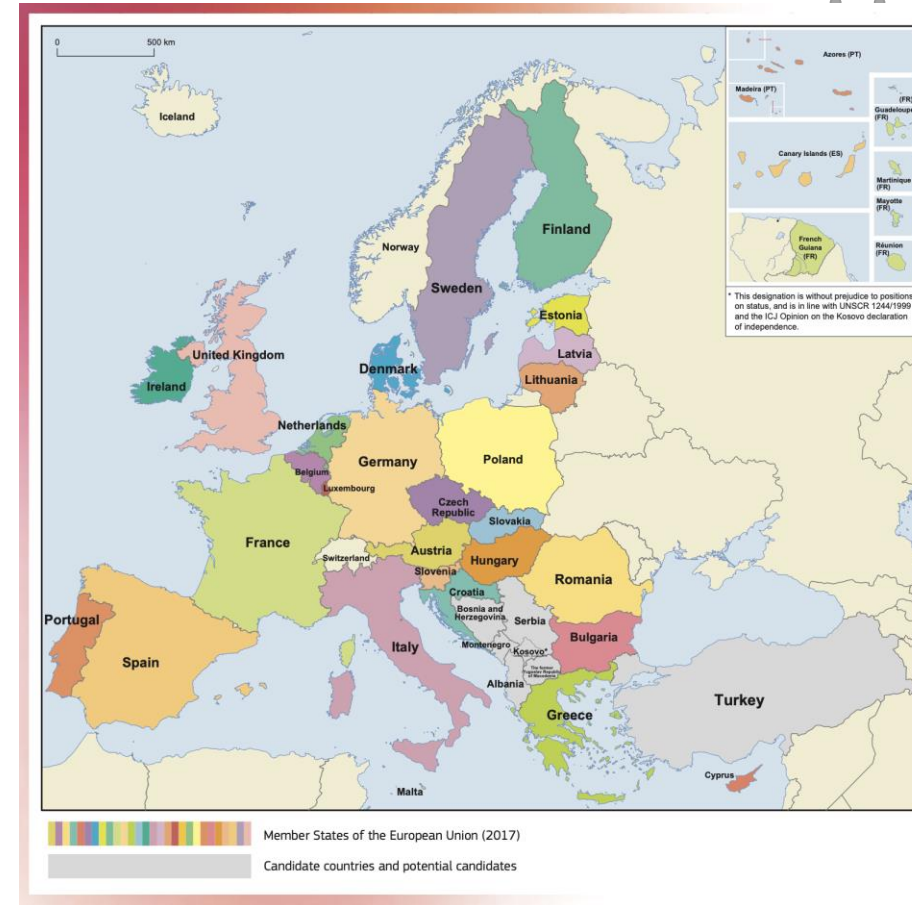 0 500 km
Iceland
Azores (PT)
Madeira (PT)
(FR)
Guadeloupe
(FR)
Canary Islands (ES)
Martinique
(FR)
Mayotte
(FR)
French
Guiana
(FR)
Réunion
(FR)
* This designation is without prejudice to positions
on status, and is in line with UNSCR 1244/1999
and the ICJ Opinion on the Kosovo declaration
of independence.
Finland
Norway
Sweden
Estonia
Latvia
United Kingdom
Denmark
Lithuania
Ireland
Netherlands
Germany
Poland
Belgium
Luxembourg
Czech
Republic
Slovakia
France
Austria
Switzerland
Hungary
Slovenia
Romania
Croatia
Bosnia and
Herzegovina
Serbia
Portugal
Bulgaria
Italy
Montenegro
Kosovo*
Spain
The former
Yugoslav Republic
of Macedonia
Albania
Turkey
Greece
Cyprus
Malta
Member States of the European Union (2017)
Candidate countries and potential candidates